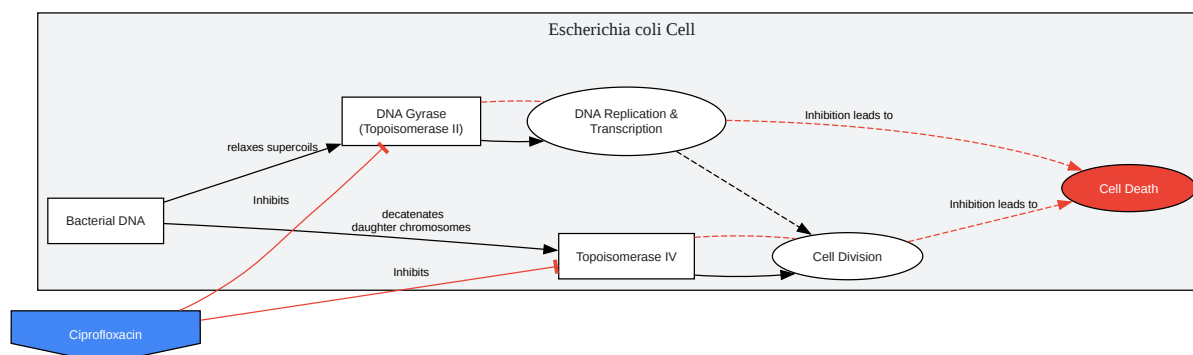 Escherichia coli Cell
DNA Gyrase
(Topoisomerase II)
DNA Replication &
Transcription
Inhibition leads to
relaxes supercoils
Cell Death
Inhibits
Bacterial DNA
decatenates
daughter chromosomes
Inhibition leads to
Topoisomerase IV
Cell Division
Inhibits
Ciprofloxacin